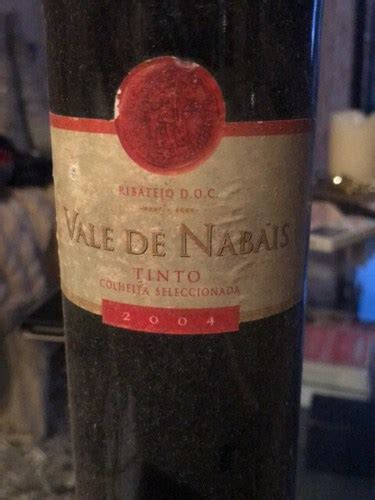 RIBATEJO D.O.C.
VALE DE NABAIS
TINTO
COLHEITA SELECCIONADA
2004